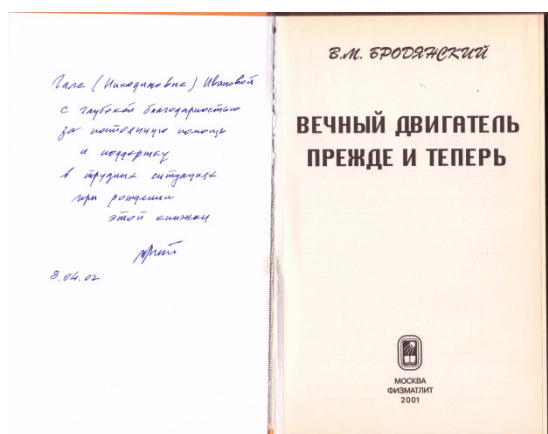 Гале (Никодимовне) Ивановой
с глубокой благодарностью
за постоянную помощь
и поддержку
в трудных ситуациях
при рождении
этой книжки
8.04.02
В.М. БРОДЯНСКИЙ
ВЕЧНЫЙ ДВИГАТЕЛЬ
ПРЕЖДЕ И ТЕПЕРЬ
МОСКВА
ФИЗМАТЛИТ
2001